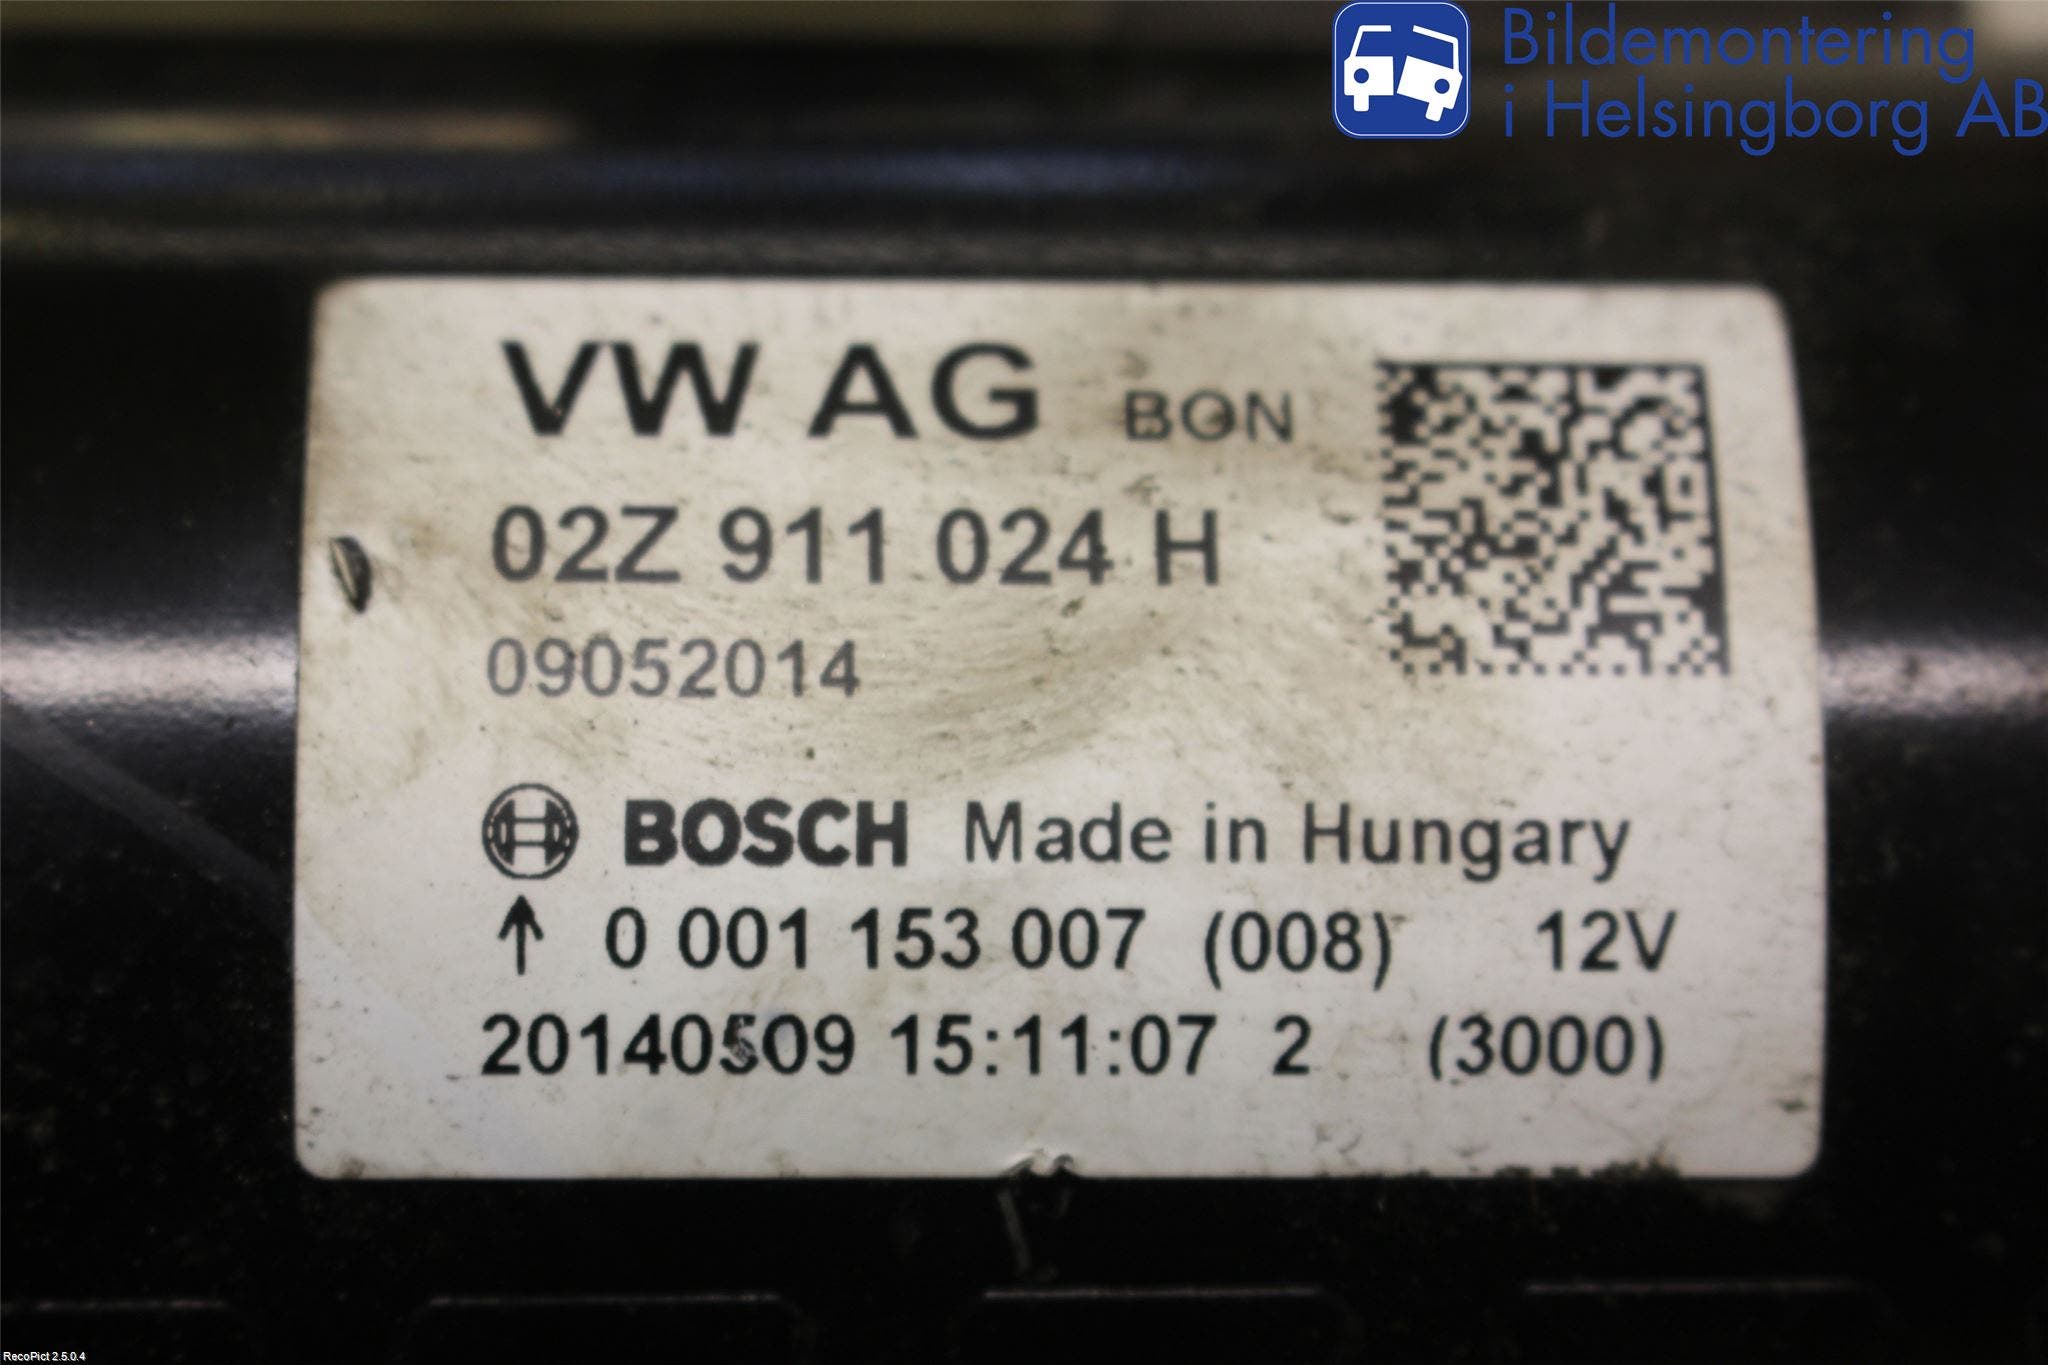 Bildemontering
i Helsingborg AB
VW AG BON
02Z 911 024 H
09052014
BOSCH Made in Hungary
↑ 0 001 153 007 (008) 12V
20140509 15:11:07 2 (3000)
RecoPict 2.5.0.4